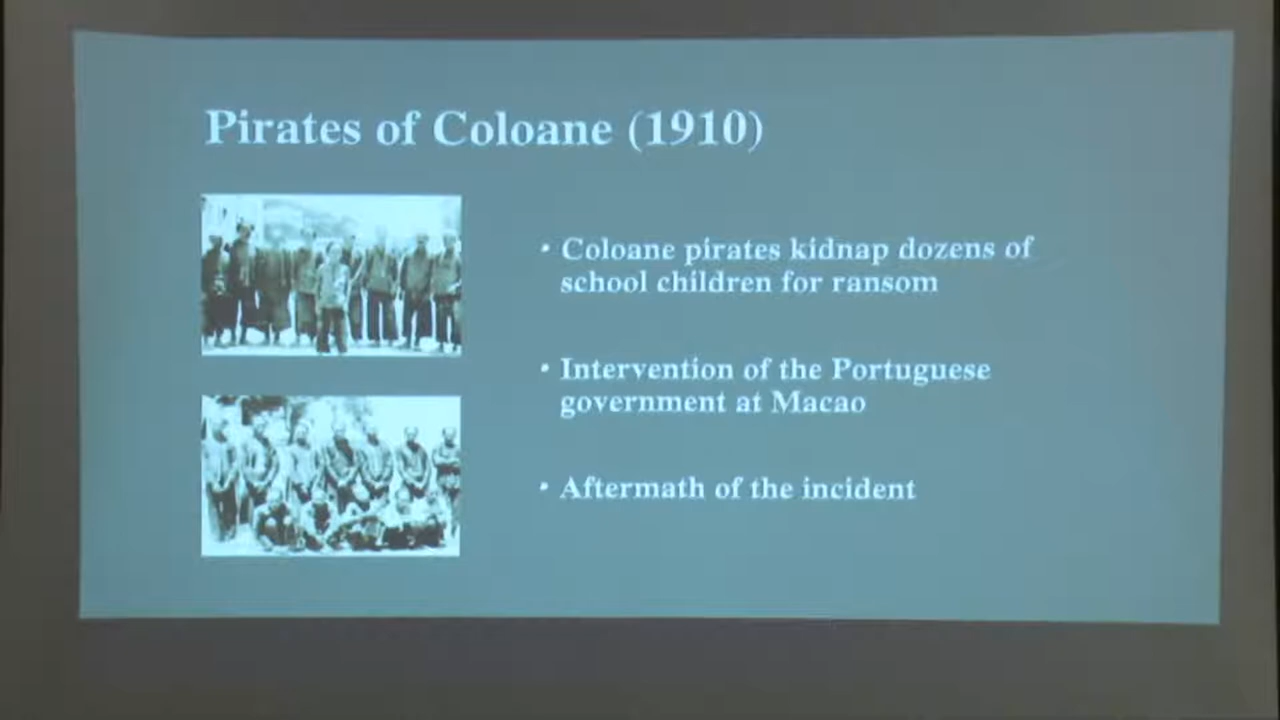 Pirates of Coloane (1910)
• Coloane pirates kidnap dozens of
school children for ransom
• Intervention of the Portuguese
government at Macao
• Aftermath of the incident